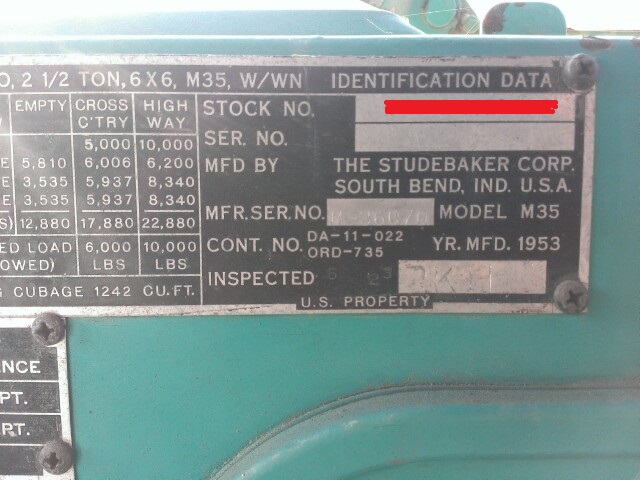 O, 2 1/2 TON, 6X6, M35, W/WN IDENTIFICATION DATA
EMPTY CROSS C'TRY HIGH WAY
5,000 10,000
E 5,810 6,006 6,200
E 3,535 5,937 8,340
E 3,535 5,937 8,340
S) 12,880 17,880 22,880
ED LOAD 6,000 10,000
OWED) LBS LBS
G CUBAGE 1242 CU.FT.
STOCK NO.
SER. NO.
MFD BY THE STUDEBAKER CORP.
SOUTH BEND, IND. U.S.A.
MFR.SER.NO. MODEL M35
CONT. NO. DA-11-022 ORD-735 YR. MFD. 1953
INSPECTED
U.S. PROPERTY
ENCE
PT.
RT.